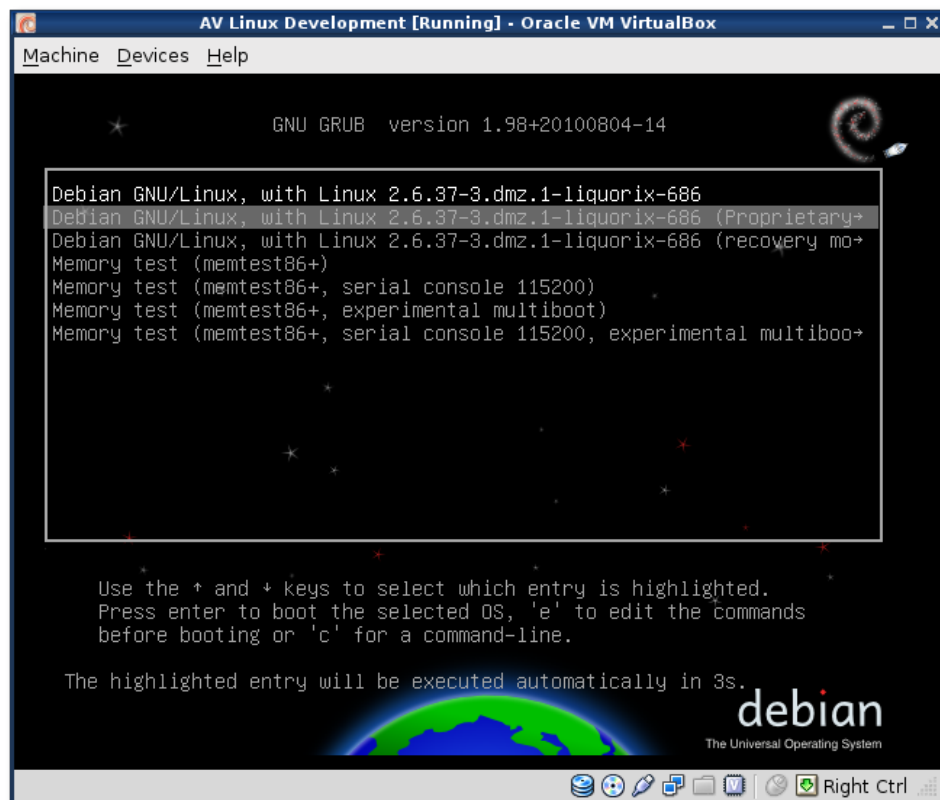 AV Linux Development [Running] - Oracle VM VirtualBox
Machine Devices Help
GNU GRUB version 1.98+20100804-14
Debian GNU/Linux, with Linux 2.6.37-3.dmz.1-liquorix-686
Debian GNU/Linux, with Linux 2.6.37-3.dmz.1-liquorix-686 (Proprietary→
Debian GNU/Linux, with Linux 2.6.37-3.dmz.1-liquorix-686 (recovery mo→
Memory test (memtest86+)
Memory test (memtest86+, serial console 115200)
Memory test (memtest86+, experimental multiboot)
Memory test (memtest86+, serial console 115200, experimental multiboo→
Use the ↑ and ↓ keys to select which entry is highlighted.
Press enter to boot the selected OS, 'e' to edit the commands
before booting or 'c' for a command-line.
The highlighted entry will be executed automatically in 3s.
debian
The Universal Operating System
Right Ctrl